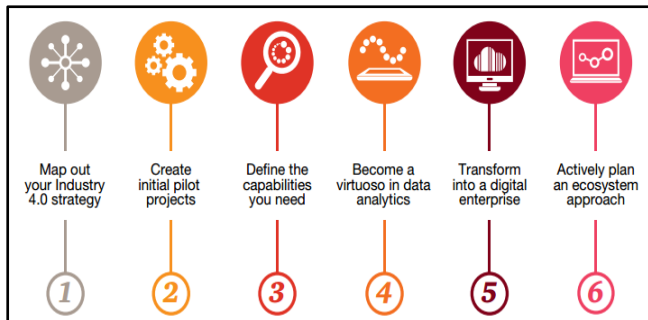 Map out
your Industry
4.0 strategy
Create
initial pilot
projects
Define the
capabilities
you need
Become a
virtuoso in data
analytics
Transform
into a digital
enterprise
Actively plan
an ecosystem
approach
1
2
3
4
5
6